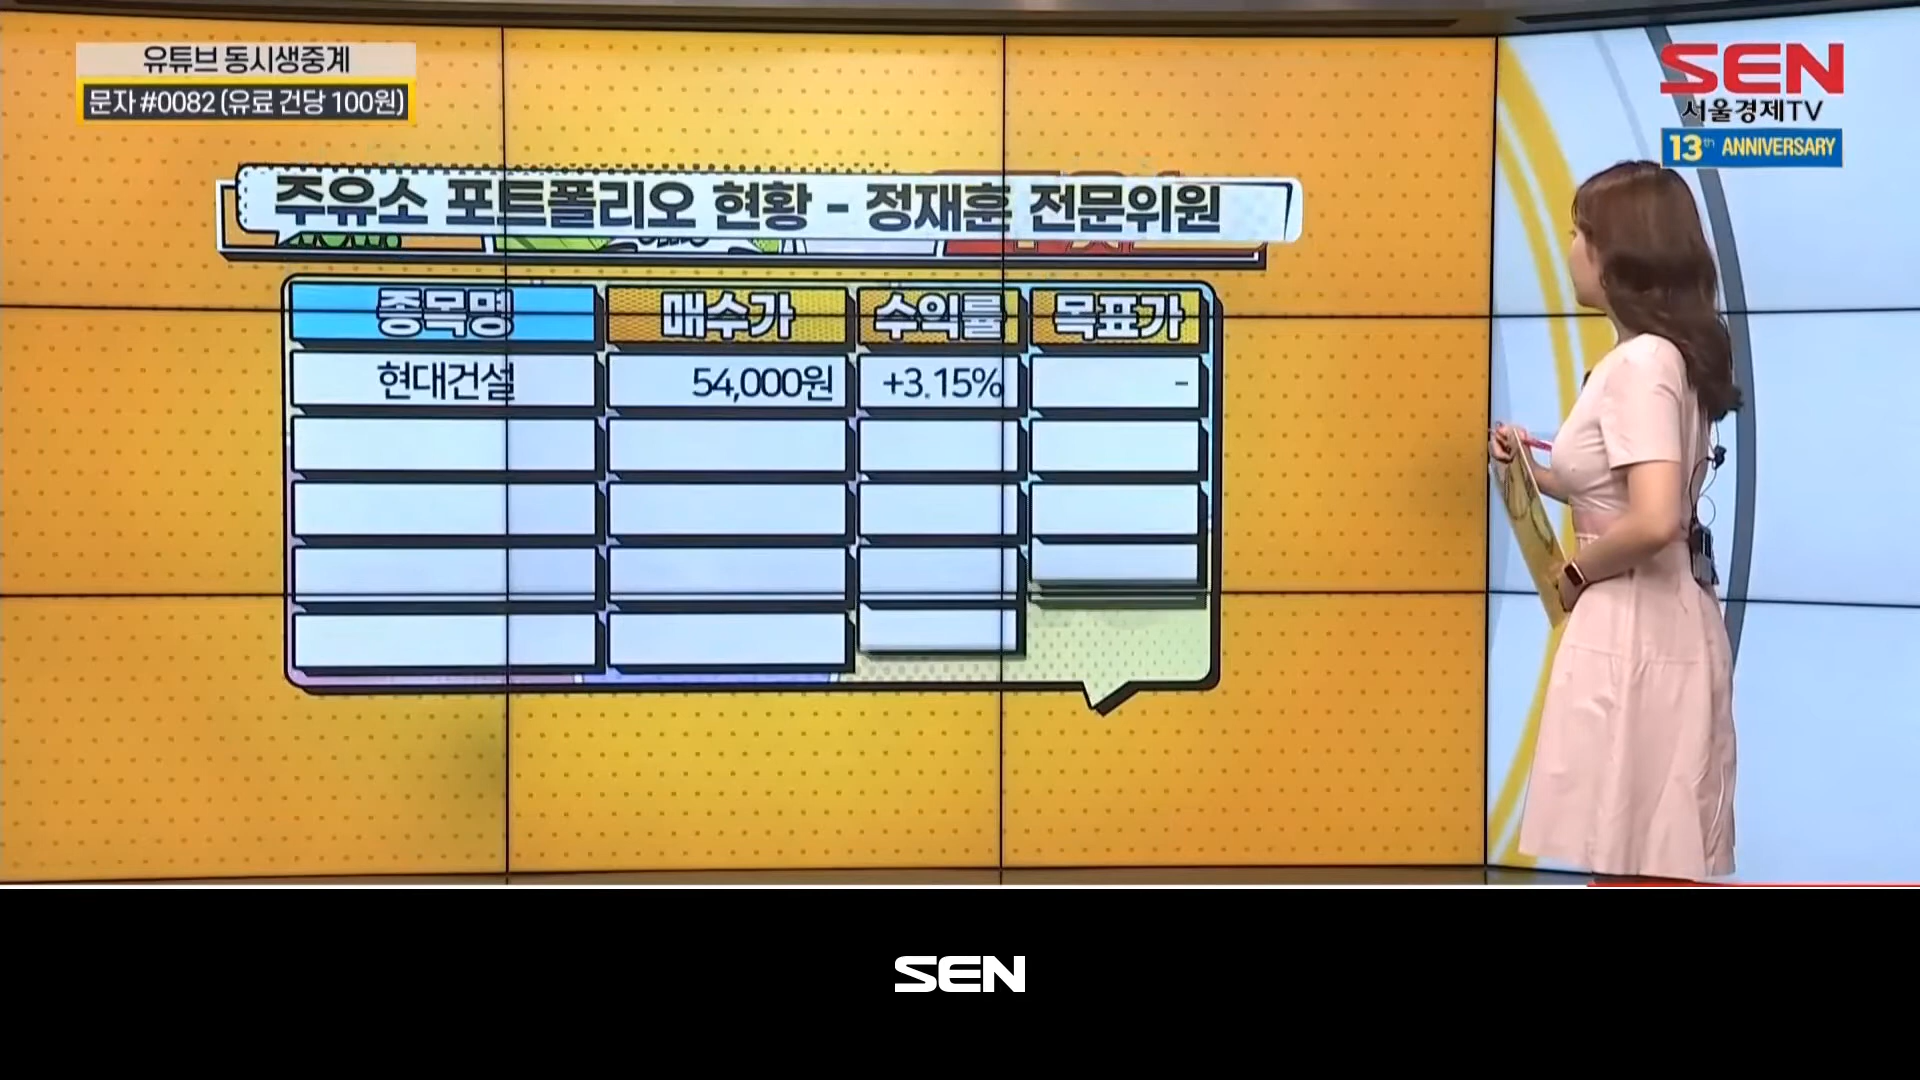 유튜브 동시생중계
문자 #0082 (유료 건당 100원)
SEN
서울경제TV
13th ANNIVERSARY
주유소 포트폴리오 현황 - 정재훈 전문위원
종목명 매수가 수익률 목표가
현대건설 54,000원 +3.15% -
SEN